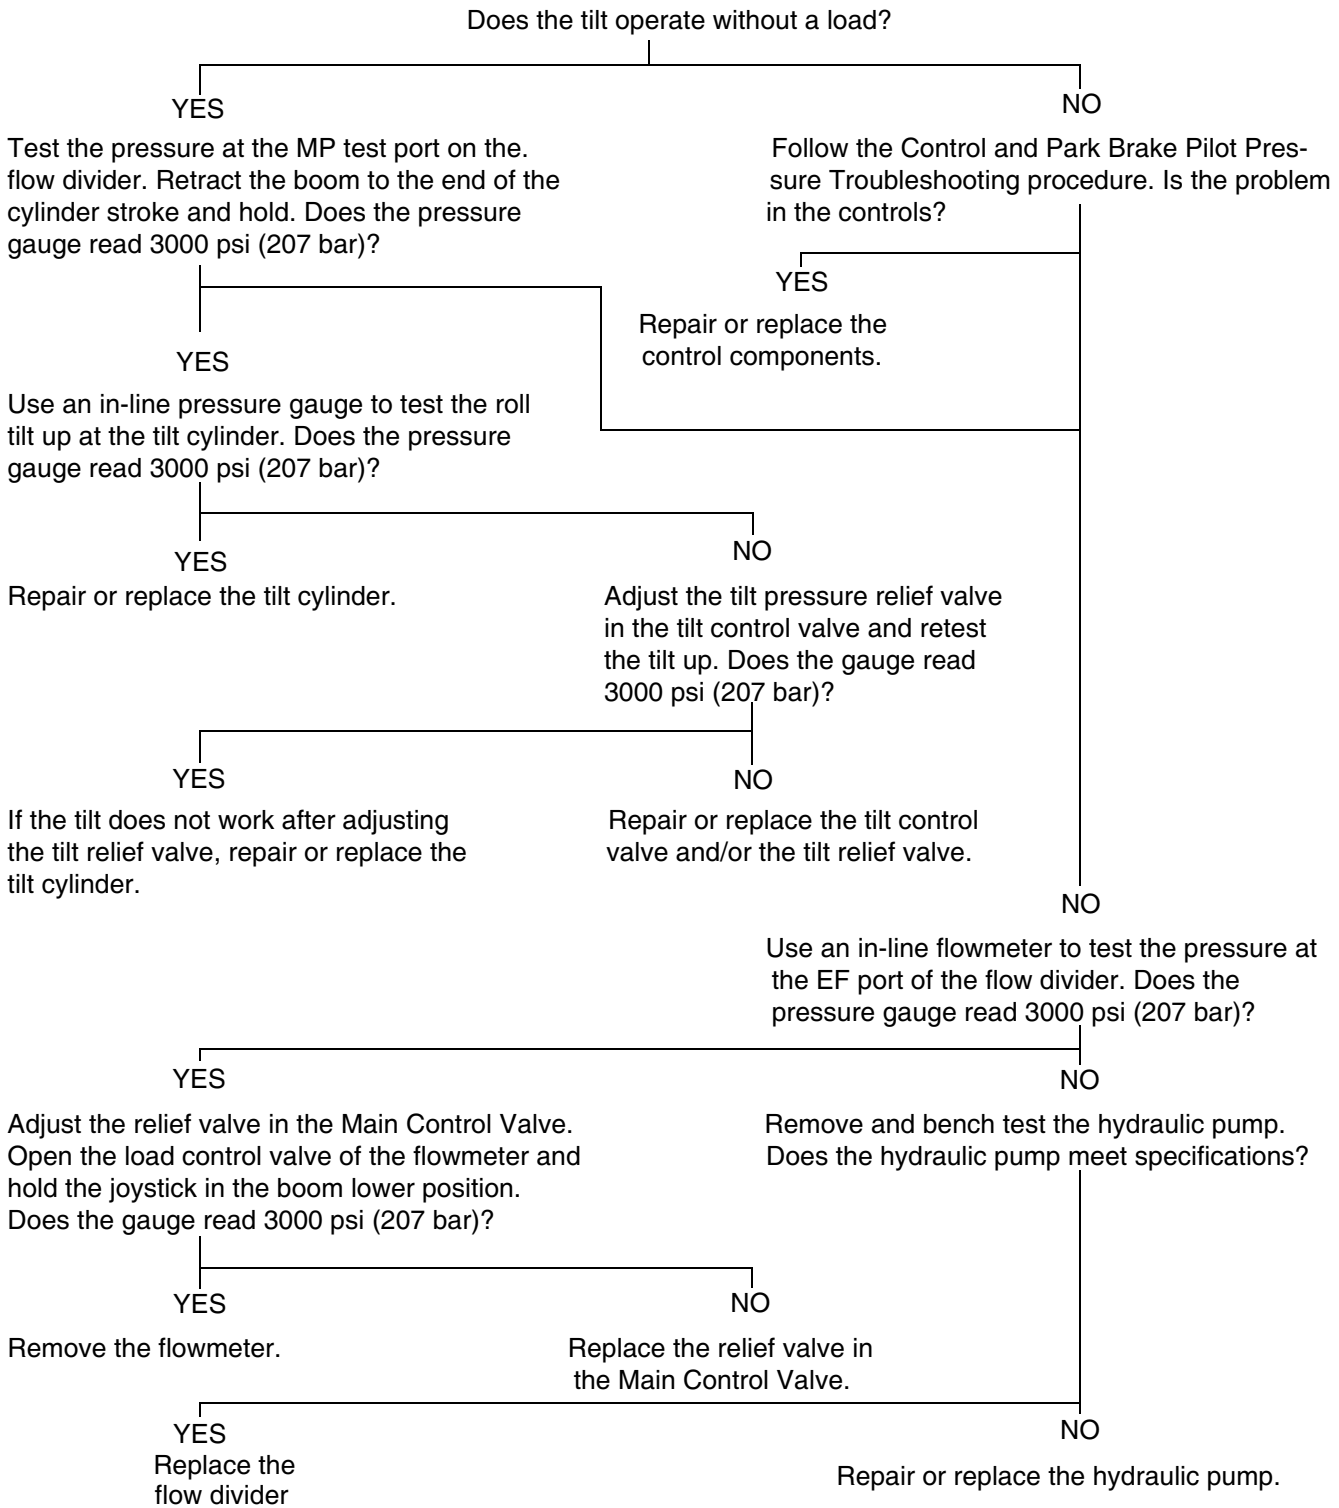 Does the tilt operate without a load?
YES
NO
Test the pressure at the MP test port on the.
flow divider. Retract the boom to the end of the
cylinder stroke and hold. Does the pressure
gauge read 3000 psi (207 bar)?
Follow the Control and Park Brake Pilot Pres-
sure Troubleshooting procedure. Is the problem
in the controls?
YES
Repair or replace the
control components.
YES
Use an in-line pressure gauge to test the roll
tilt up at the tilt cylinder. Does the pressure
gauge read 3000 psi (207 bar)?
YES
NO
Repair or replace the tilt cylinder.
Adjust the tilt pressure relief valve
in the tilt control valve and retest
the tilt up. Does the gauge read
3000 psi (207 bar)?
YES
NO
If the tilt does not work after adjusting
the tilt relief valve, repair or replace the
tilt cylinder.
Repair or replace the tilt control
valve and/or the tilt relief valve.
NO
Use an in-line flowmeter to test the pressure at
the EF port of the flow divider. Does the
pressure gauge read 3000 psi (207 bar)?
YES
NO
Adjust the relief valve in the Main Control Valve.
Open the load control valve of the flowmeter and
hold the joystick in the boom lower position.
Does the gauge read 3000 psi (207 bar)?
Remove and bench test the hydraulic pump.
Does the hydraulic pump meet specifications?
YES
NO
Remove the flowmeter.
Replace the relief valve in
the Main Control Valve.
YES
NO
Replace the
flow divider
Repair or replace the hydraulic pump.